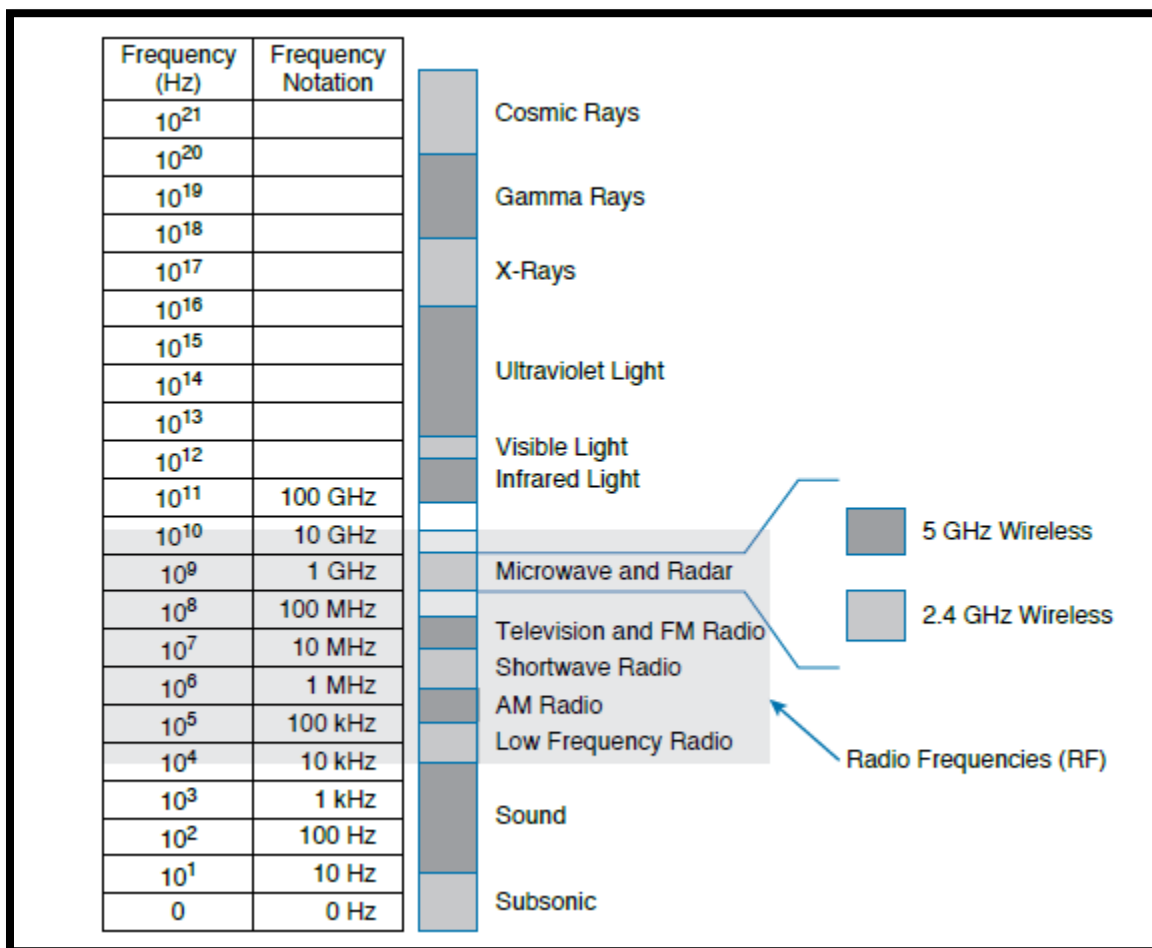 Frequency (Hz) Frequency Notation
10²¹
Cosmic Rays
10²⁰
10¹⁹
Gamma Rays
10¹⁸
10¹⁷
X-Rays
10¹⁶
10¹⁵
Ultraviolet Light
10¹⁴
10¹³
Visible Light
10¹²
Infrared Light
10¹¹ 100 GHz
10¹⁰ 10 GHz
5 GHz Wireless
10⁹ 1 GHz
Microwave and Radar
10⁸ 100 MHz
2.4 GHz Wireless
Television and FM Radio
10⁷ 10 MHz
Shortwave Radio
10⁶ 1 MHz
AM Radio
10⁵ 100 kHz
Low Frequency Radio
10⁴ 10 kHz
Radio Frequencies (RF)
10³ 1 kHz
Sound
10² 100 Hz
10¹ 10 Hz
Subsonic
0 0 Hz